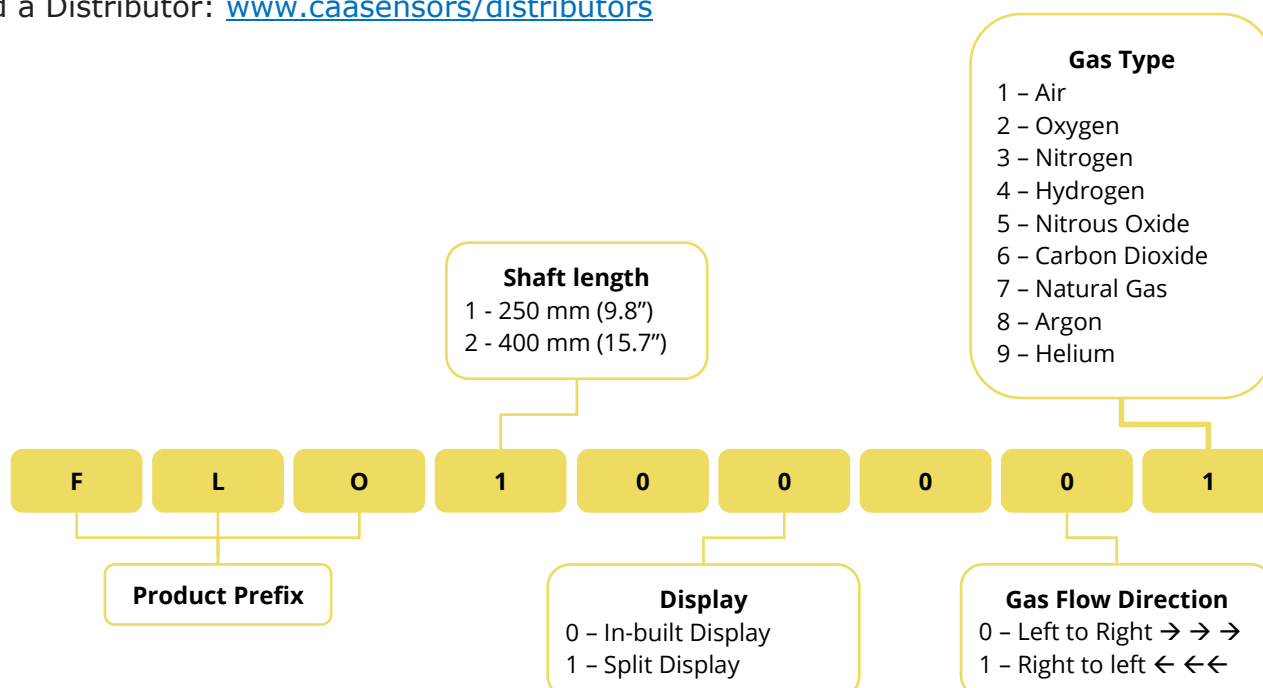 d a Distributor: www.caasensors/distributors
Gas Type
1 – Air
2 – Oxygen
3 – Nitrogen
4 – Hydrogen
5 – Nitrous Oxide
6 – Carbon Dioxide
7 – Natural Gas
8 – Argon
9 – Helium
Shaft length
1 - 250 mm (9.8”)
2 - 400 mm (15.7”)
F L O 1 0 0 0 0 1
Product Prefix
Display
0 – In-built Display
1 – Split Display
Gas Flow Direction
0 – Left to Right → → →
1 – Right to left ← ←←